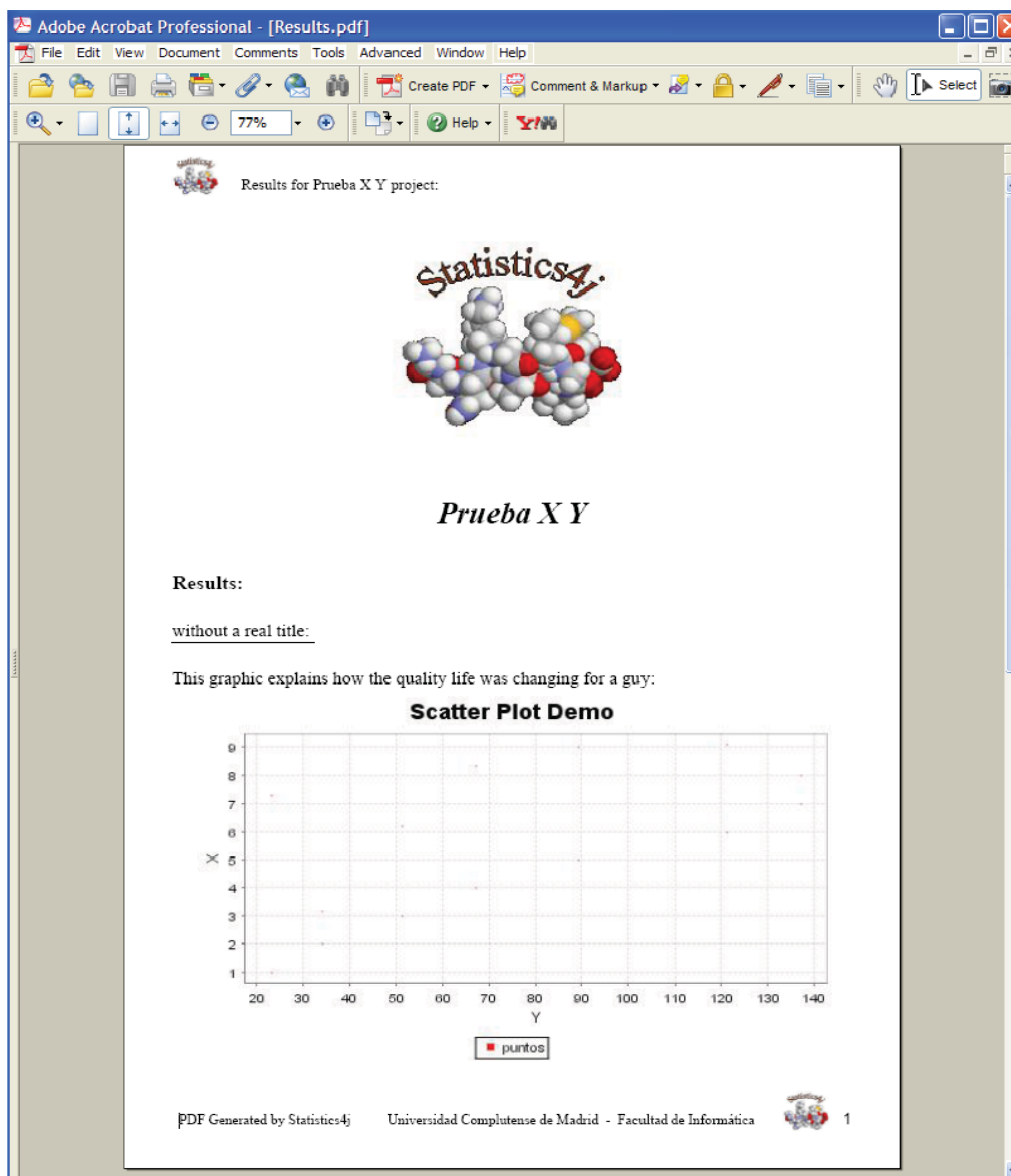 Adobe Acrobat Professional - [Results.pdf]
File Edit View Document Comments Tools Advanced Window Help
Create PDF Comment & Markup Select
77% Help Y!
Statistics4j
Results for Prueba X Y project:
Statistics4j
Prueba X Y
Results:
without a real title:
This graphic explains how the quality life was changing for a guy:
Scatter Plot Demo
9
8
7
6
X
5
4
3
2
1
20 30 40 50 60 70 80 90 100 110 120 130 140
Y
puntos
Statistics4j
PDF Generated by Statistics4j Universidad Complutense de Madrid - Facultad de Informática 1